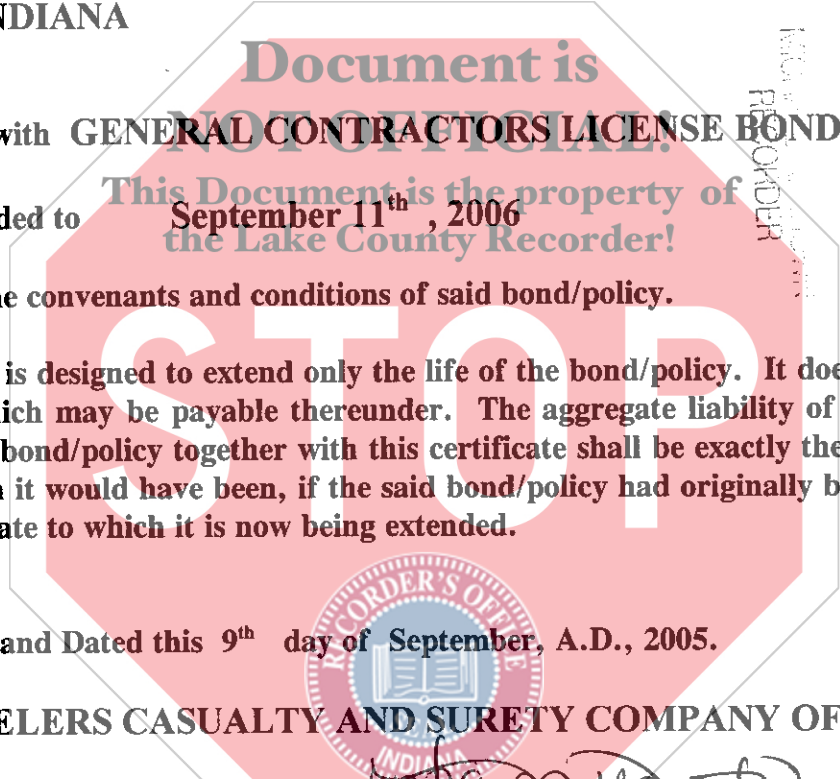 NDIANA
Document is
with GENERAL CONTRACTORS LICENSE BOND
NOT OFFICIAL!
RECORDER
This Document is the property of
ded to September 11th , 2006
the Lake County Recorder!
e convenants and conditions of said bond/policy.
STOP
is designed to extend only the life of the bond/policy. It doe
ich may be payable thereunder. The aggregate liability of
bond/policy together with this certificate shall be exactly the
it would have been, if the said bond/policy had originally b
ate to which it is now being extended.
RECORDER'S OFFICE
and Dated this 9th day of September, A.D., 2005.
ELERS CASUALTY AND SURETY COMPANY OF
INDIANA